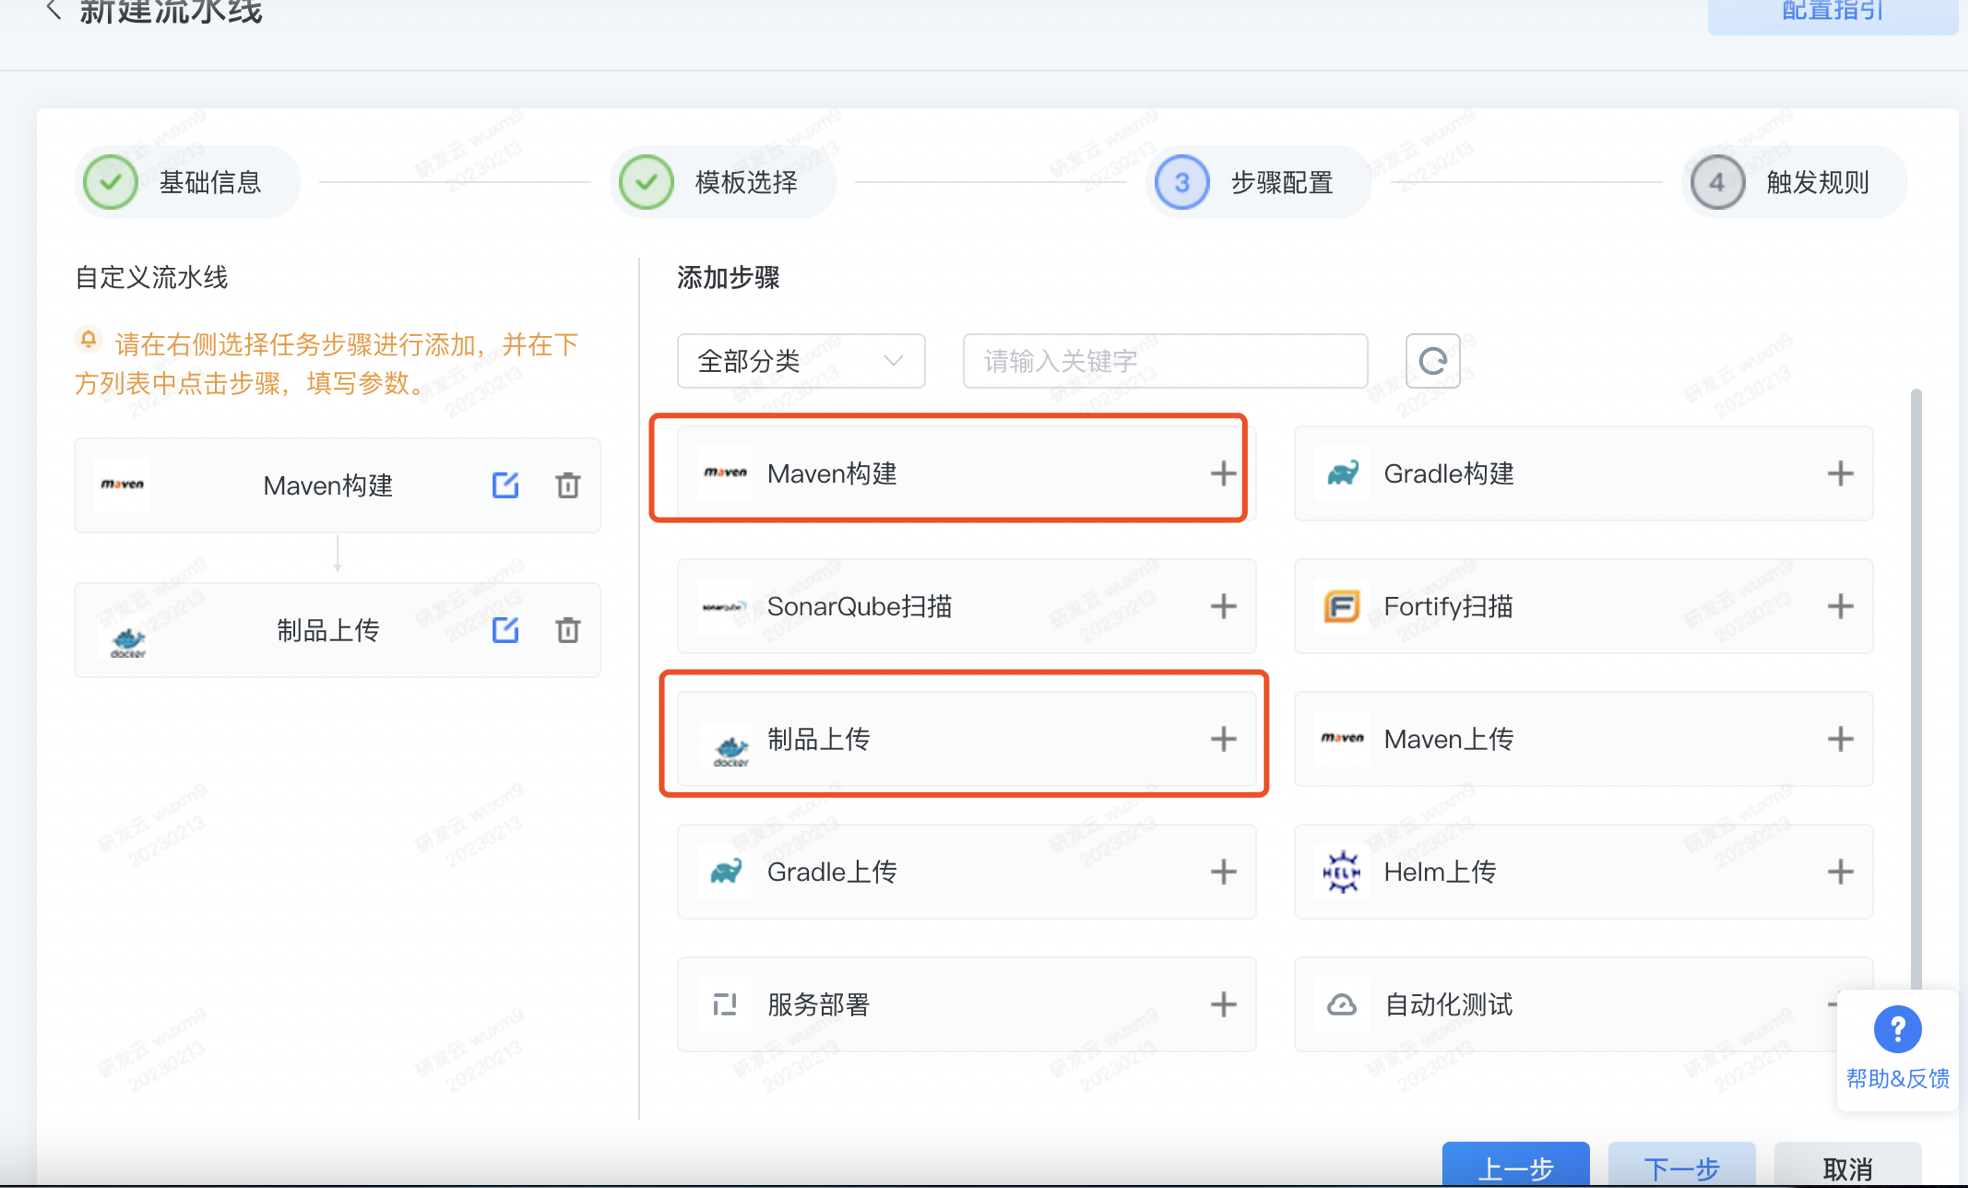 新建流水线
配置指引
基础信息
模板选择
3 步骤配置
4 触发规则
自定义流水线
请在右侧选择任务步骤进行添加，并在下
方列表中点击步骤，填写参数。
maven Maven构建
docker 制品上传
添加步骤
全部分类
请输入关键字
maven Maven构建
Gradle构建
sonarqube SonarQube扫描
F Fortify扫描
docker 制品上传
maven Maven上传
Gradle上传
HELM Helm上传
服务部署
自动化测试
?
帮助&反馈
上一步
下一步
取消
研发云 wuxm9
20230213